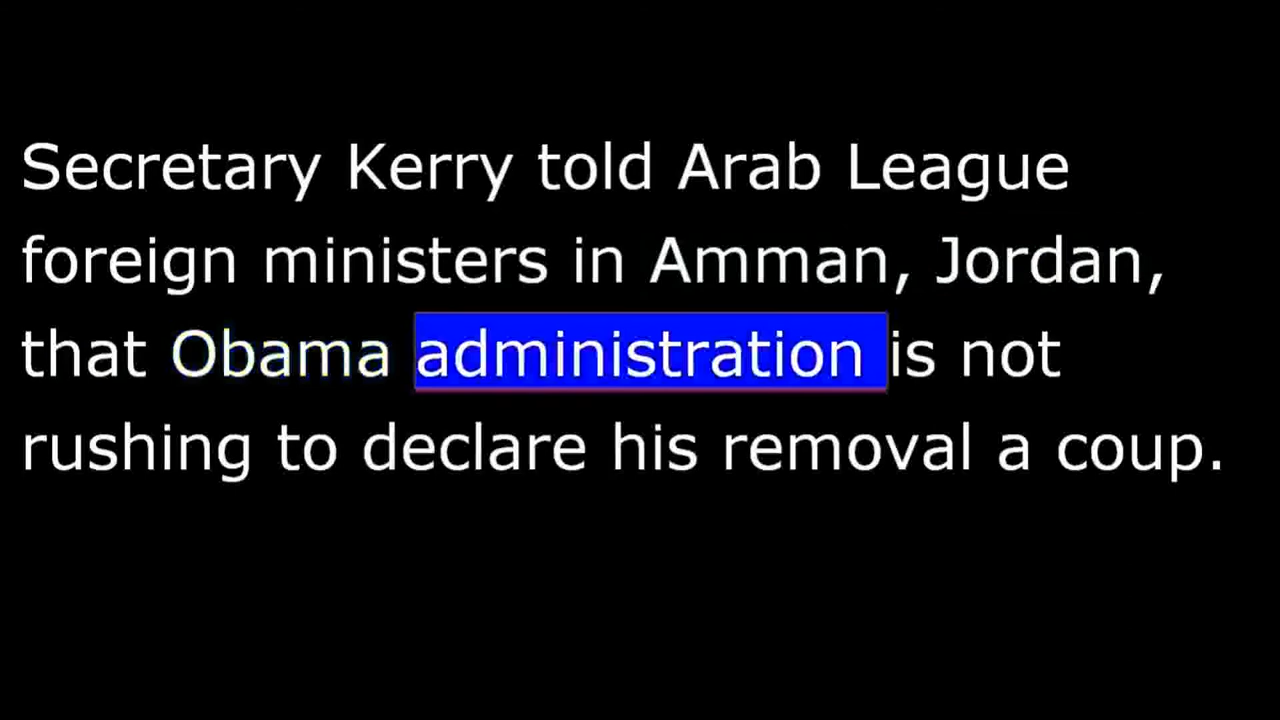 Secretary Kerry told Arab League
foreign ministers in Amman, Jordan,
that Obama administration is not
rushing to declare his removal a coup.